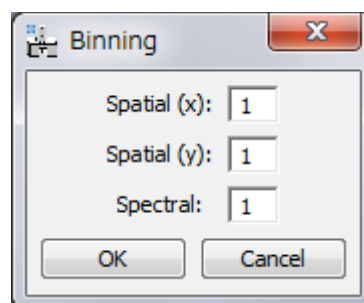 Binning
Spatial (x): 1
Spatial (y): 1
Spectral: 1
OK Cancel